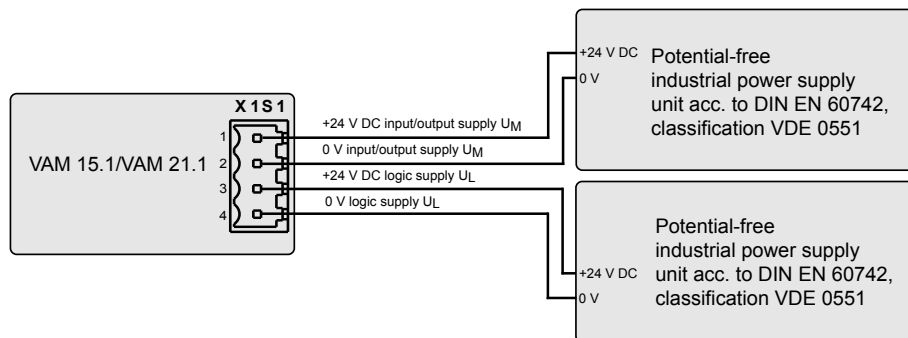 X1S1
VAM 15.1/VAM 21.1
1
2
3
4
+24 V DC input/output supply UM
0 V input/output supply UM
+24 V DC logic supply UL
0 V logic supply UL
+24 V DC
0 V
Potential-free
industrial power supply
unit acc. to DIN EN 60742,
classification VDE 0551
+24 V DC
0 V
Potential-free
industrial power supply
unit acc. to DIN EN 60742,
classification VDE 0551